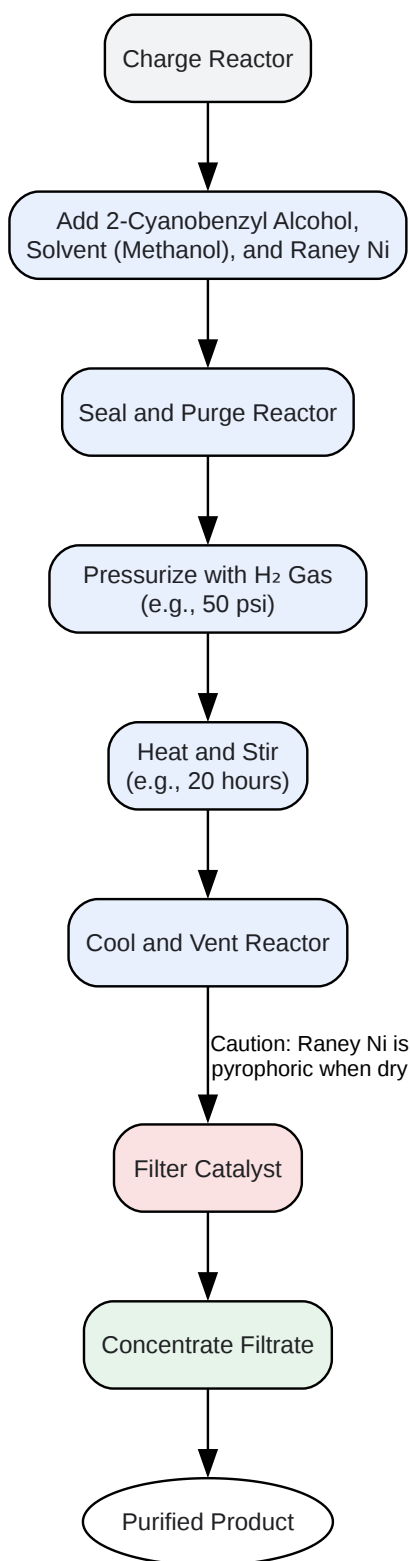 Charge Reactor
Add 2-Cyanobenzyl Alcohol,
Solvent (Methanol), and Raney Ni
Seal and Purge Reactor
Pressurize with H₂ Gas
(e.g., 50 psi)
Heat and Stir
(e.g., 20 hours)
Cool and Vent Reactor
Caution: Raney Ni is
pyrophoric when dry
Filter Catalyst
Concentrate Filtrate
Purified Product